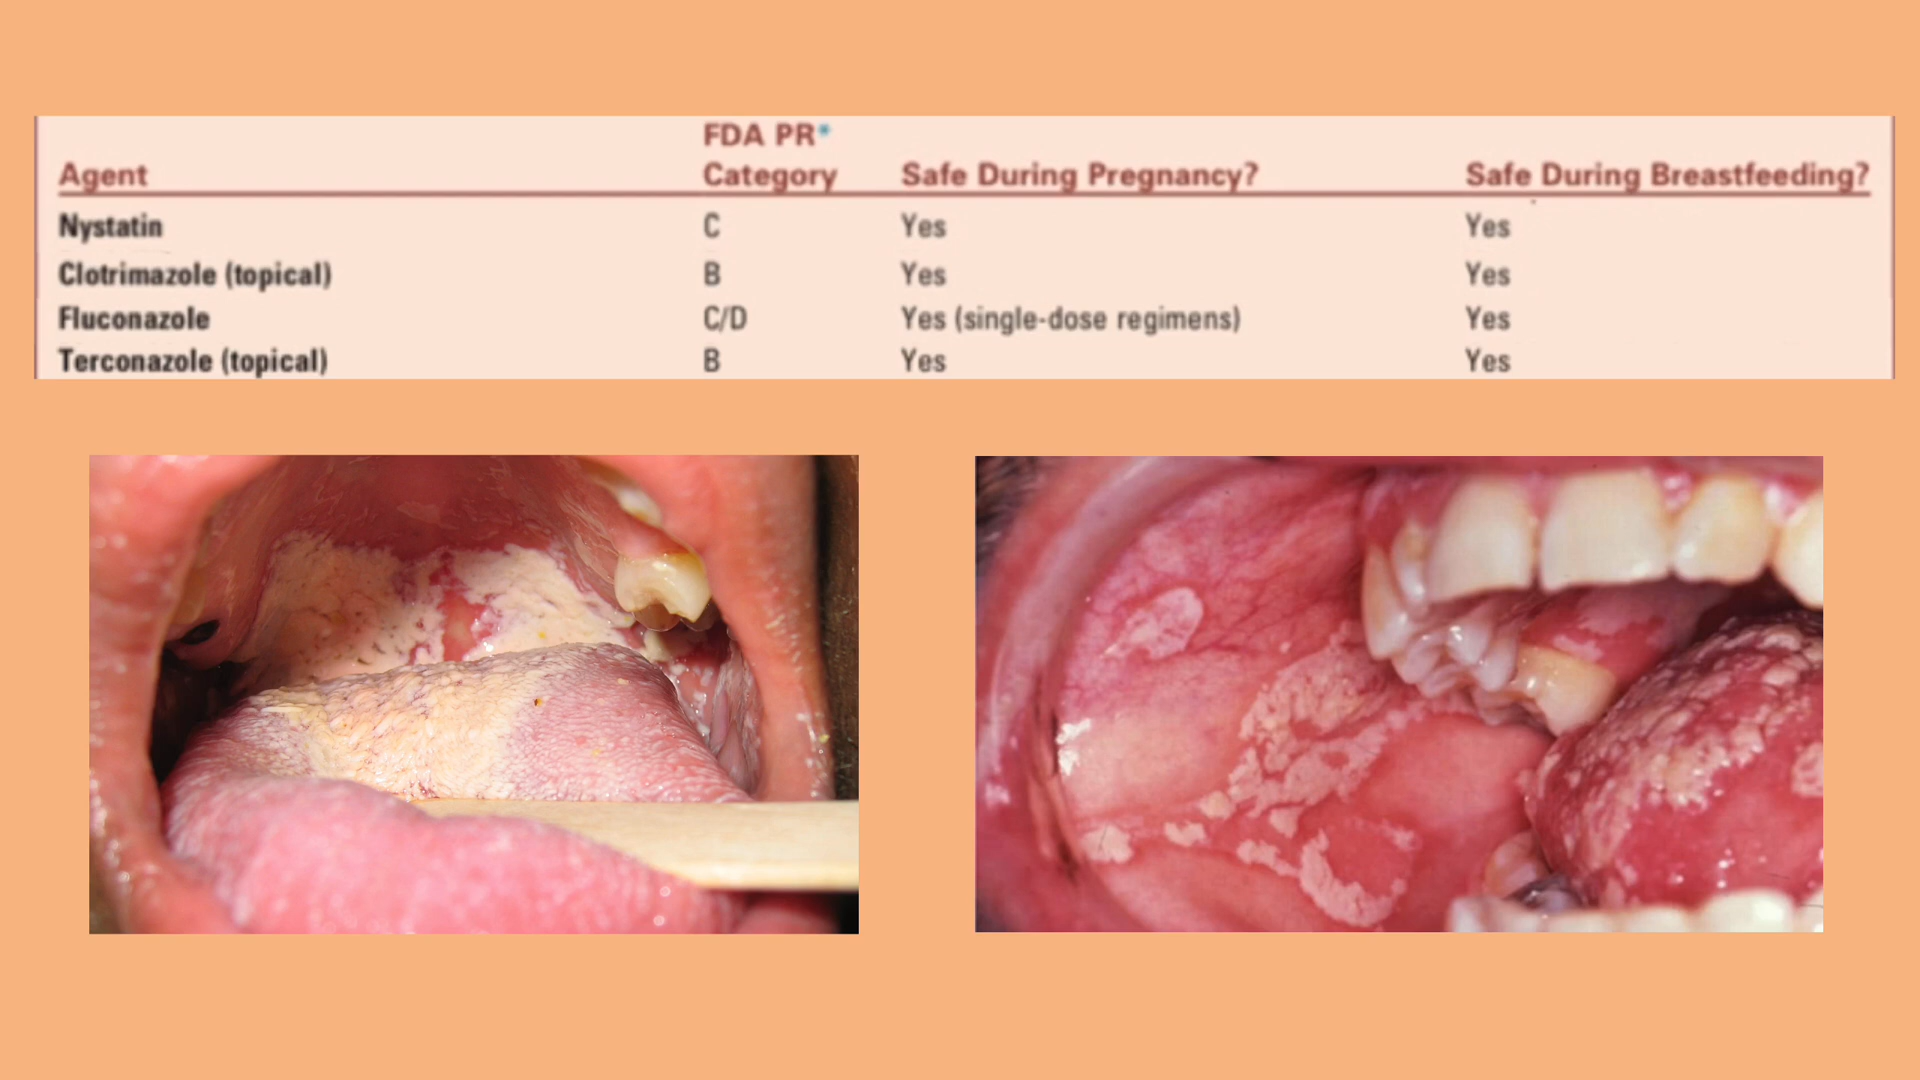 FDA PR*
Agent Category Safe During Pregnancy? Safe During Breastfeeding?
Nystatin C Yes Yes
Clotrimazole (topical) B Yes Yes
Fluconazole C/D Yes (single-dose regimens) Yes
Terconazole (topical) B Yes Yes